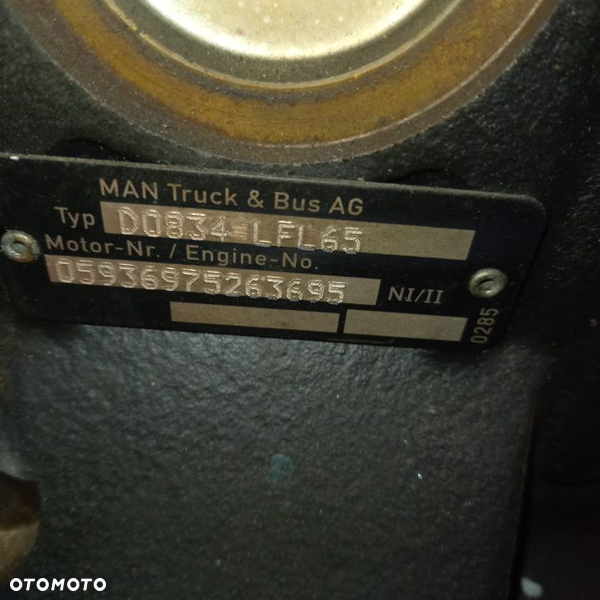 MAN Truck & Bus AG
Typ D0834-LFL65
Motor-Nr. / Engine-No.
05936975263695 NI/II
0285
OTOMOTO